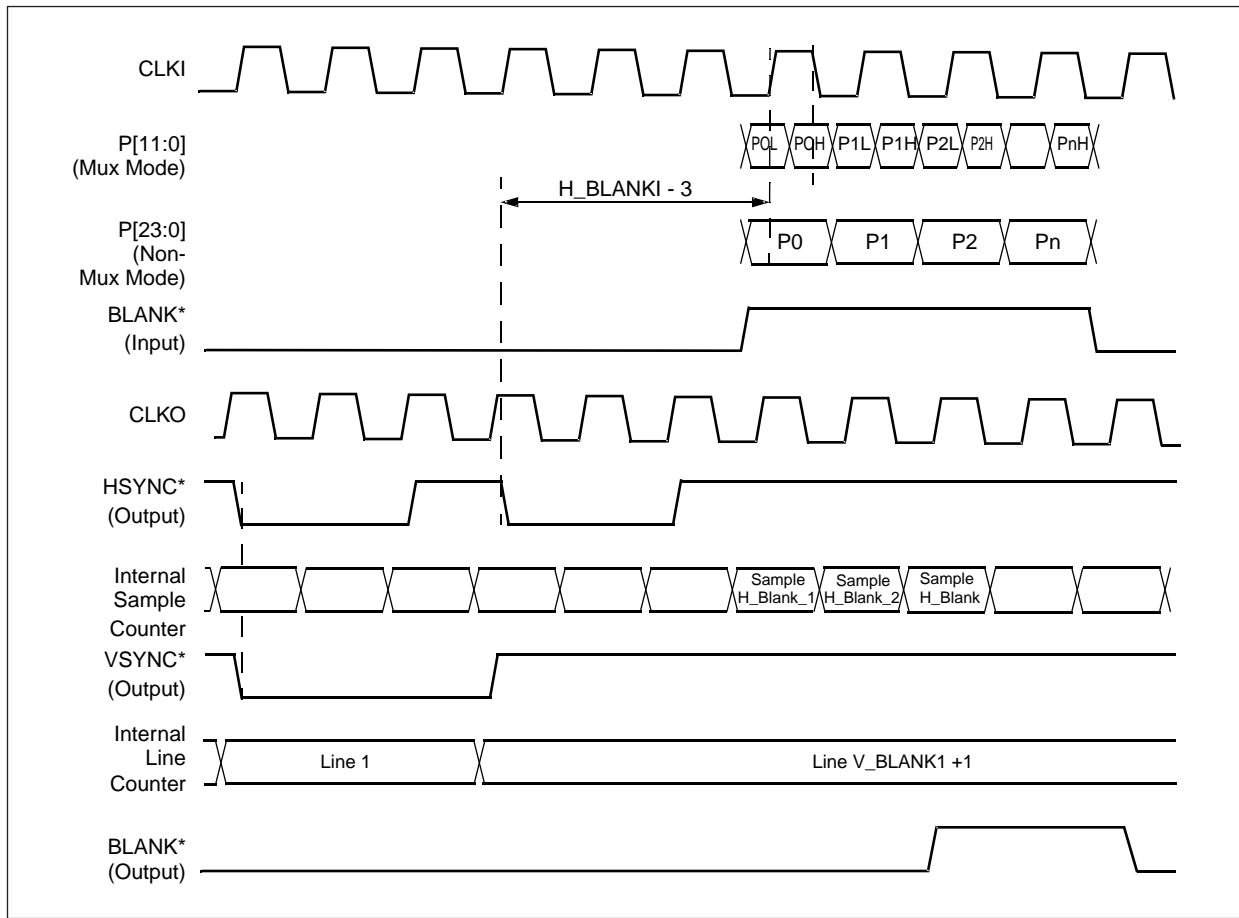 CLKI
P[11:0]
(Mux Mode)
P0L P0H P1L P1H P2L P2H PnH
H_BLANKI - 3
P[23:0]
(Non-
Mux Mode)
P0 P1 P2 Pn
BLANK*
(Input)
CLKO
HSYNC*
(Output)
Internal
Sample
Counter
Sample
H_Blank_1
Sample
H_Blank_2
Sample
H_Blank
VSYNC*
(Output)
Internal
Line
Counter
Line 1
Line V_BLANK1 +1
BLANK*
(Output)